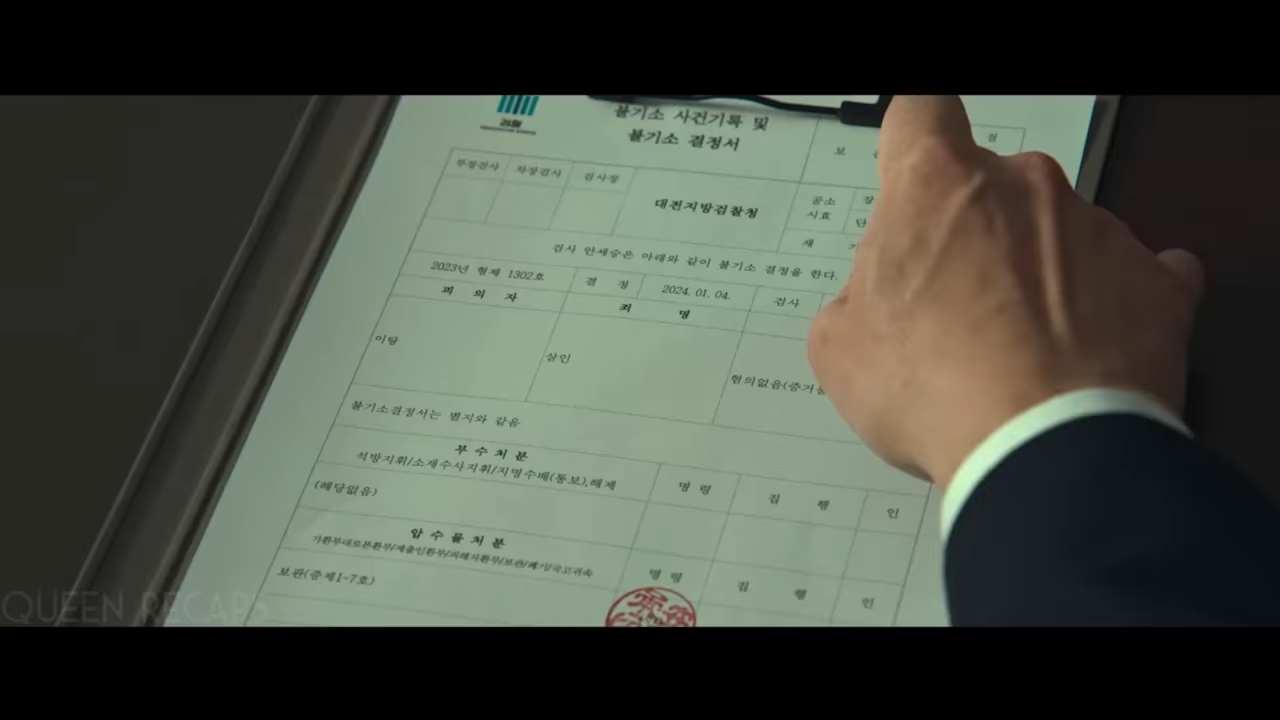 검찰
불기소 사건기록 및
불기소 결정서
보
부장검사 차장검사 검사장
대전지방검찰청
공소
시효
장
단
재 기
검사 안세승은 아래와 같이 불기소 결정을 한다.
2023년 형제 1302호 결 정 2024. 01. 04. 검사
피 의 자 죄 명
이탕 살인
혐의없음(증거
불기소결정서는 별지와 같음
부 수 처 분
석방지휘/소재수사지휘/지명수배(통보),해제
명 령 집 행 인
(해당없음)
압 수 물 처 분
가환부대로본환부/제출인환부/피해자환부/보관/폐기/국고귀속
명 령 집 행 인
보관(증제1-7호)
QUEEN RECAPS